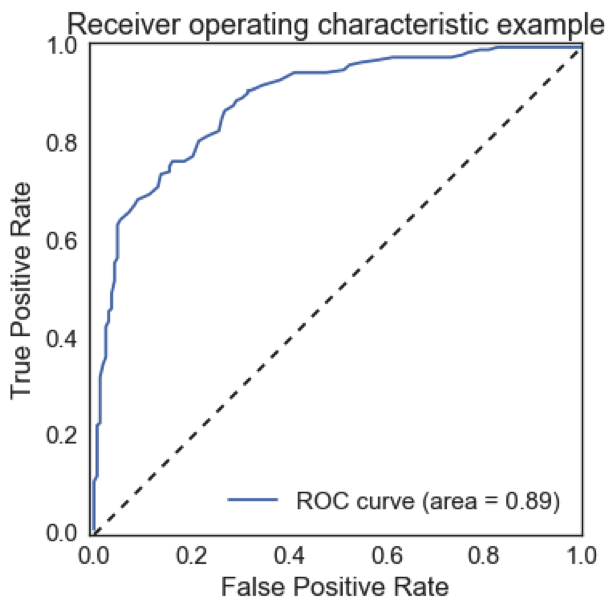 Receiver operating characteristic example
1.0
0.8
0.6
0.4
0.2
0.0
True Positive Rate
ROC curve (area = 0.89)
0.0 0.2 0.4 0.6 0.8 1.0
False Positive Rate